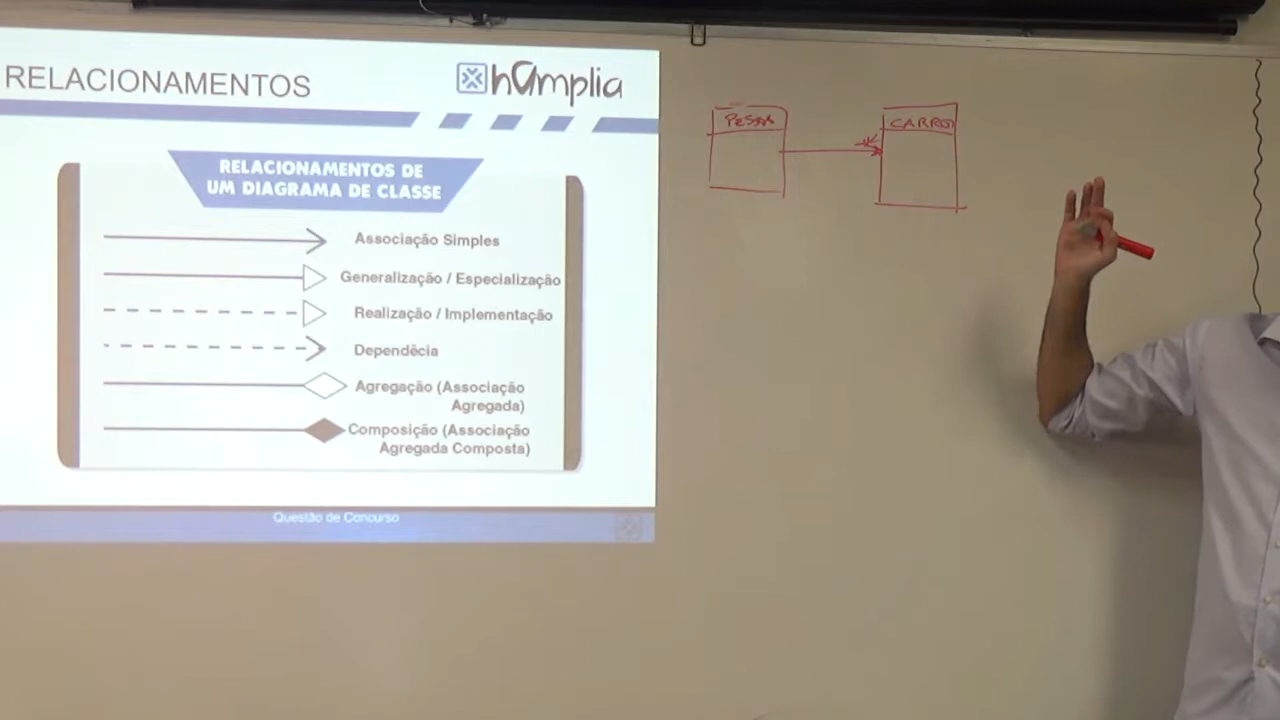 RELACIONAMENTOS
hamplia
RELACIONAMENTOS DE
UM DIAGRAMA DE CLASSE
Associação Simples
Generalização / Especialização
Realização / Implementação
Dependêcia
Agregação (Associação
Agregada)
Composição (Associação
Agregada Composta)
Questão de Concurso
PESSOA
CARRO